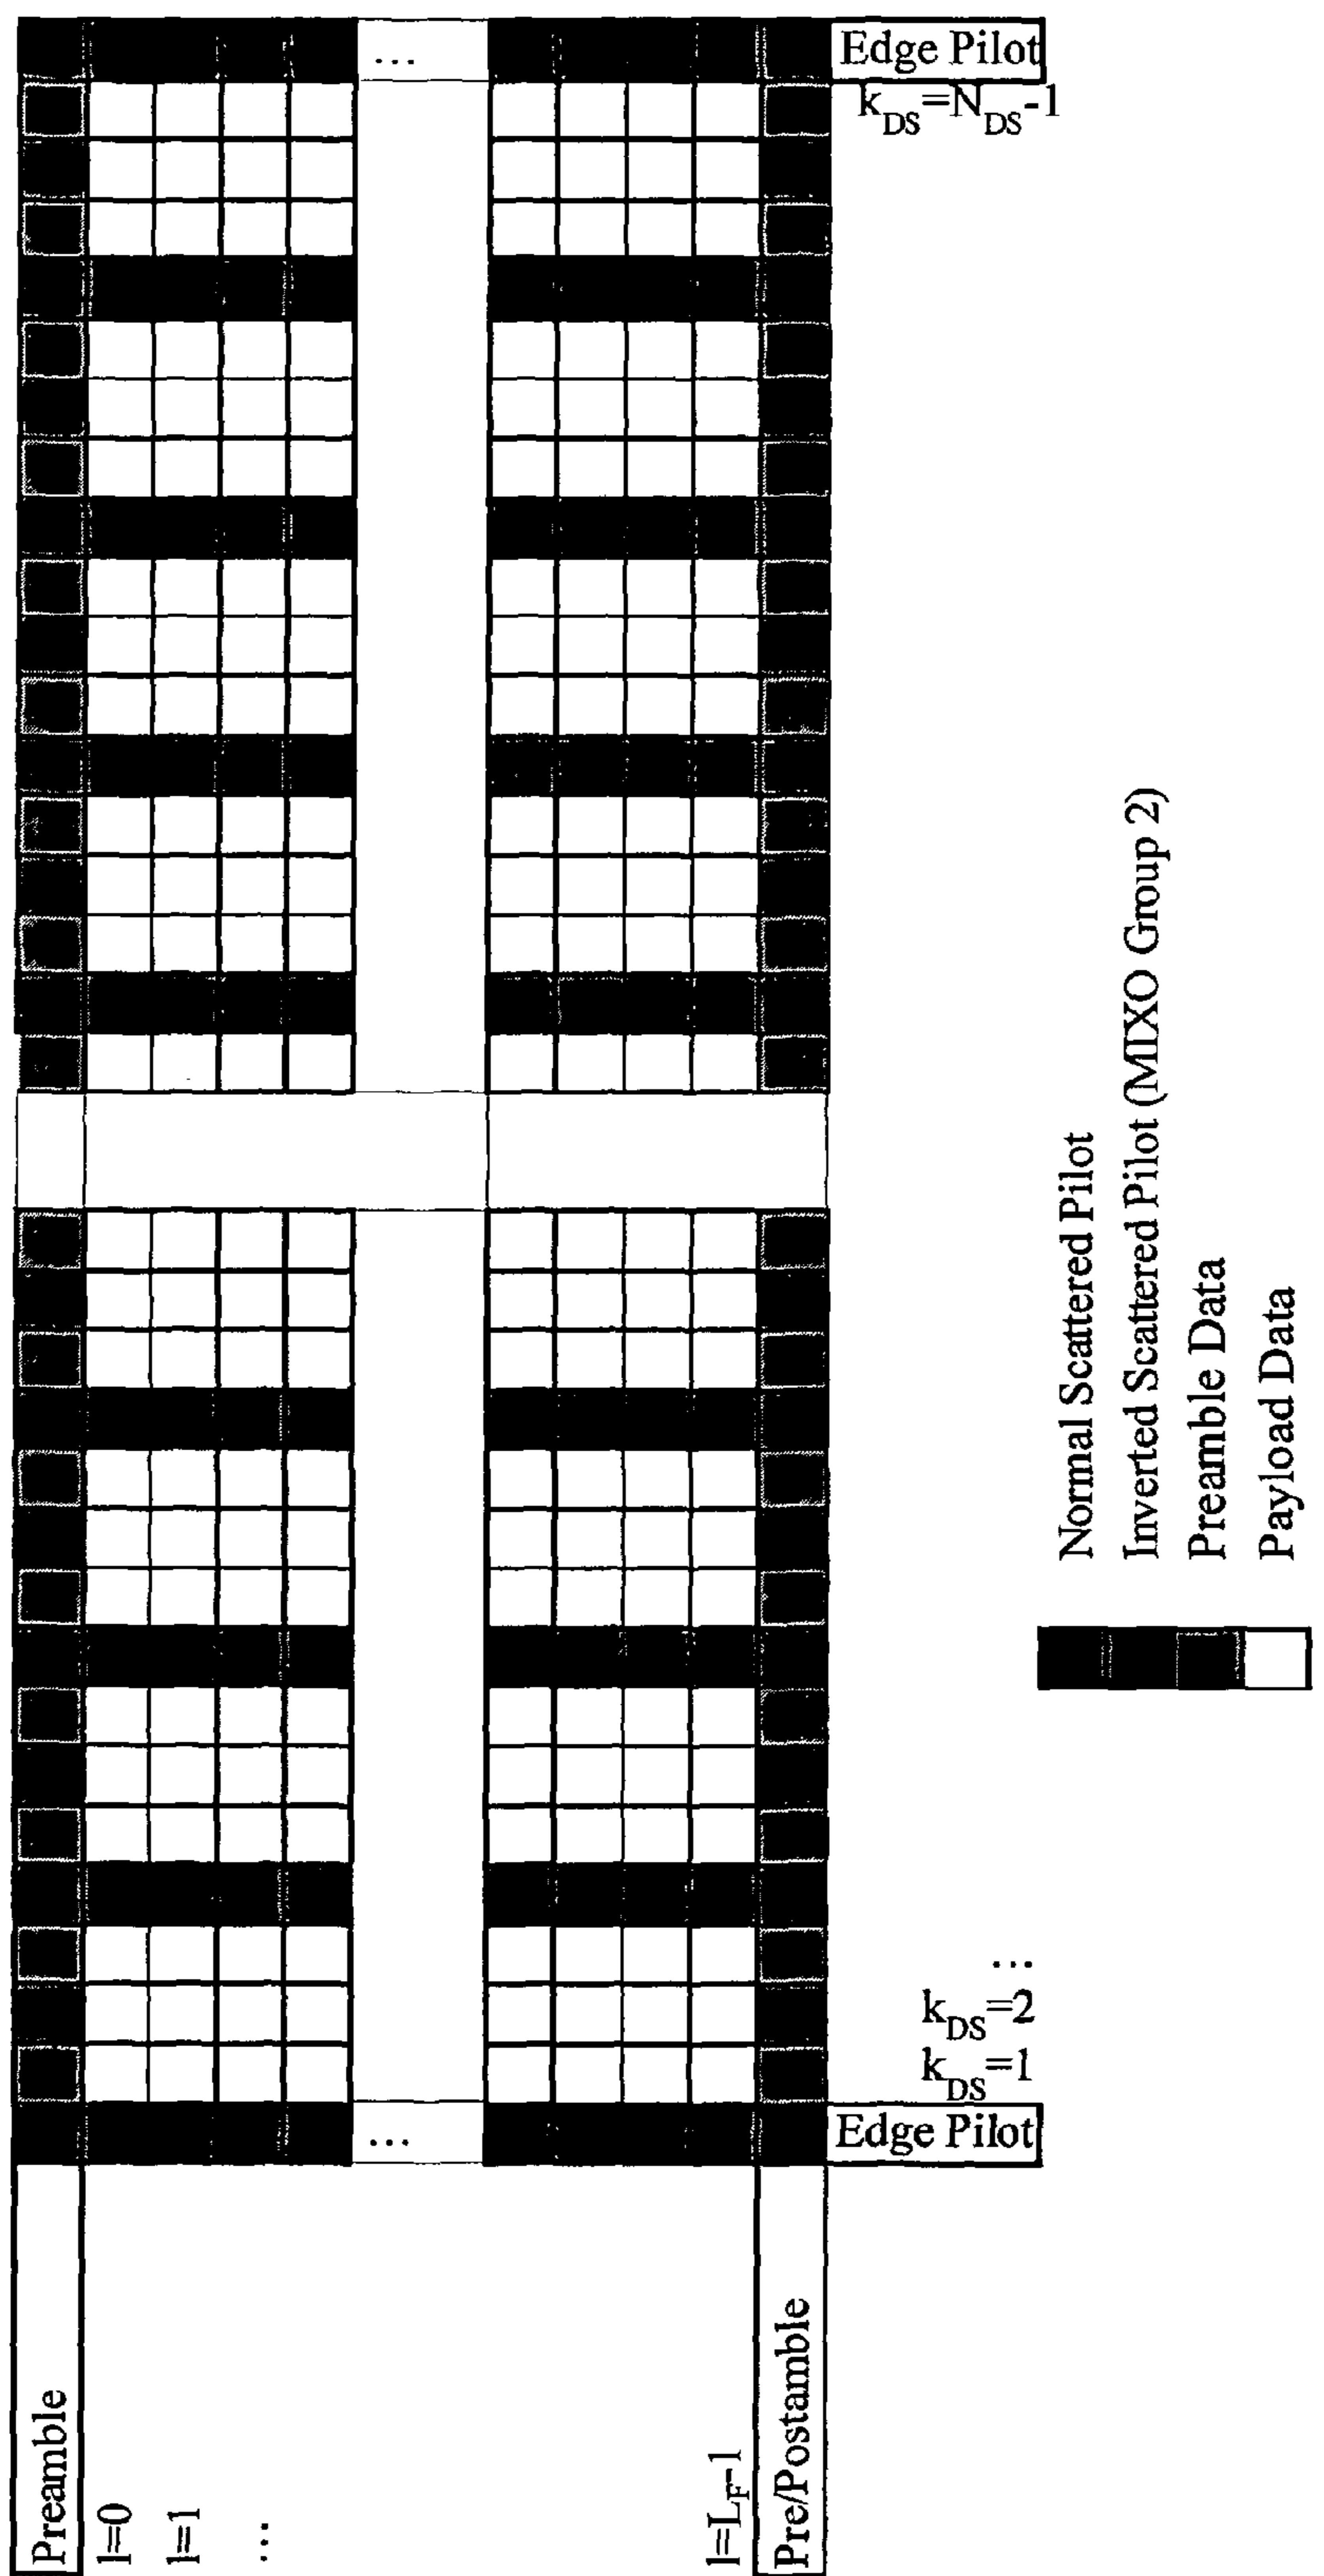 Preamble
l=0
l=1
...
l=L_F-1
Pre/Postamble
Edge Pilot
k_DS=1
k_DS=2
...
k_DS=N_DS-1
Edge Pilot
...
...
Normal Scattered Pilot
Inverted Scattered Pilot (MIXO Group 2)
Preamble Data
Payload Data